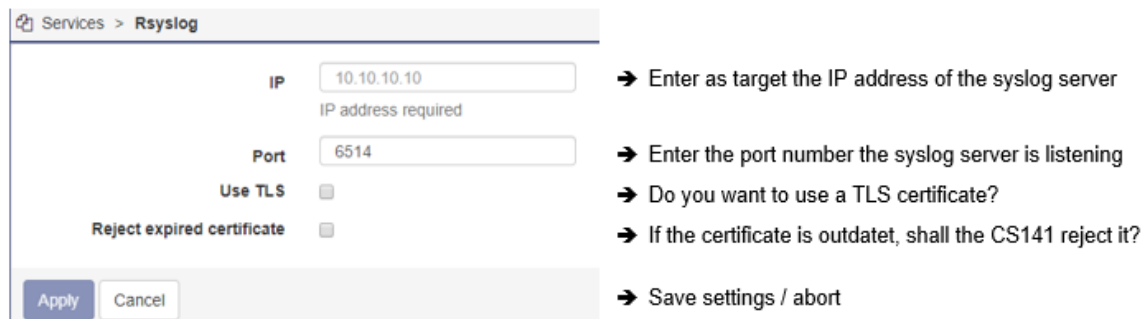 Services > Rsyslog
IP 10.10.10.10 ➔ Enter as target the IP address of the syslog server
IP address required
Port 6514 ➔ Enter the port number the syslog server is listening
Use TLS ➔ Do you want to use a TLS certificate?
Reject expired certificate ➔ If the certificate is outdatet, shall the CS141 reject it?
Apply Cancel ➔ Save settings / abort